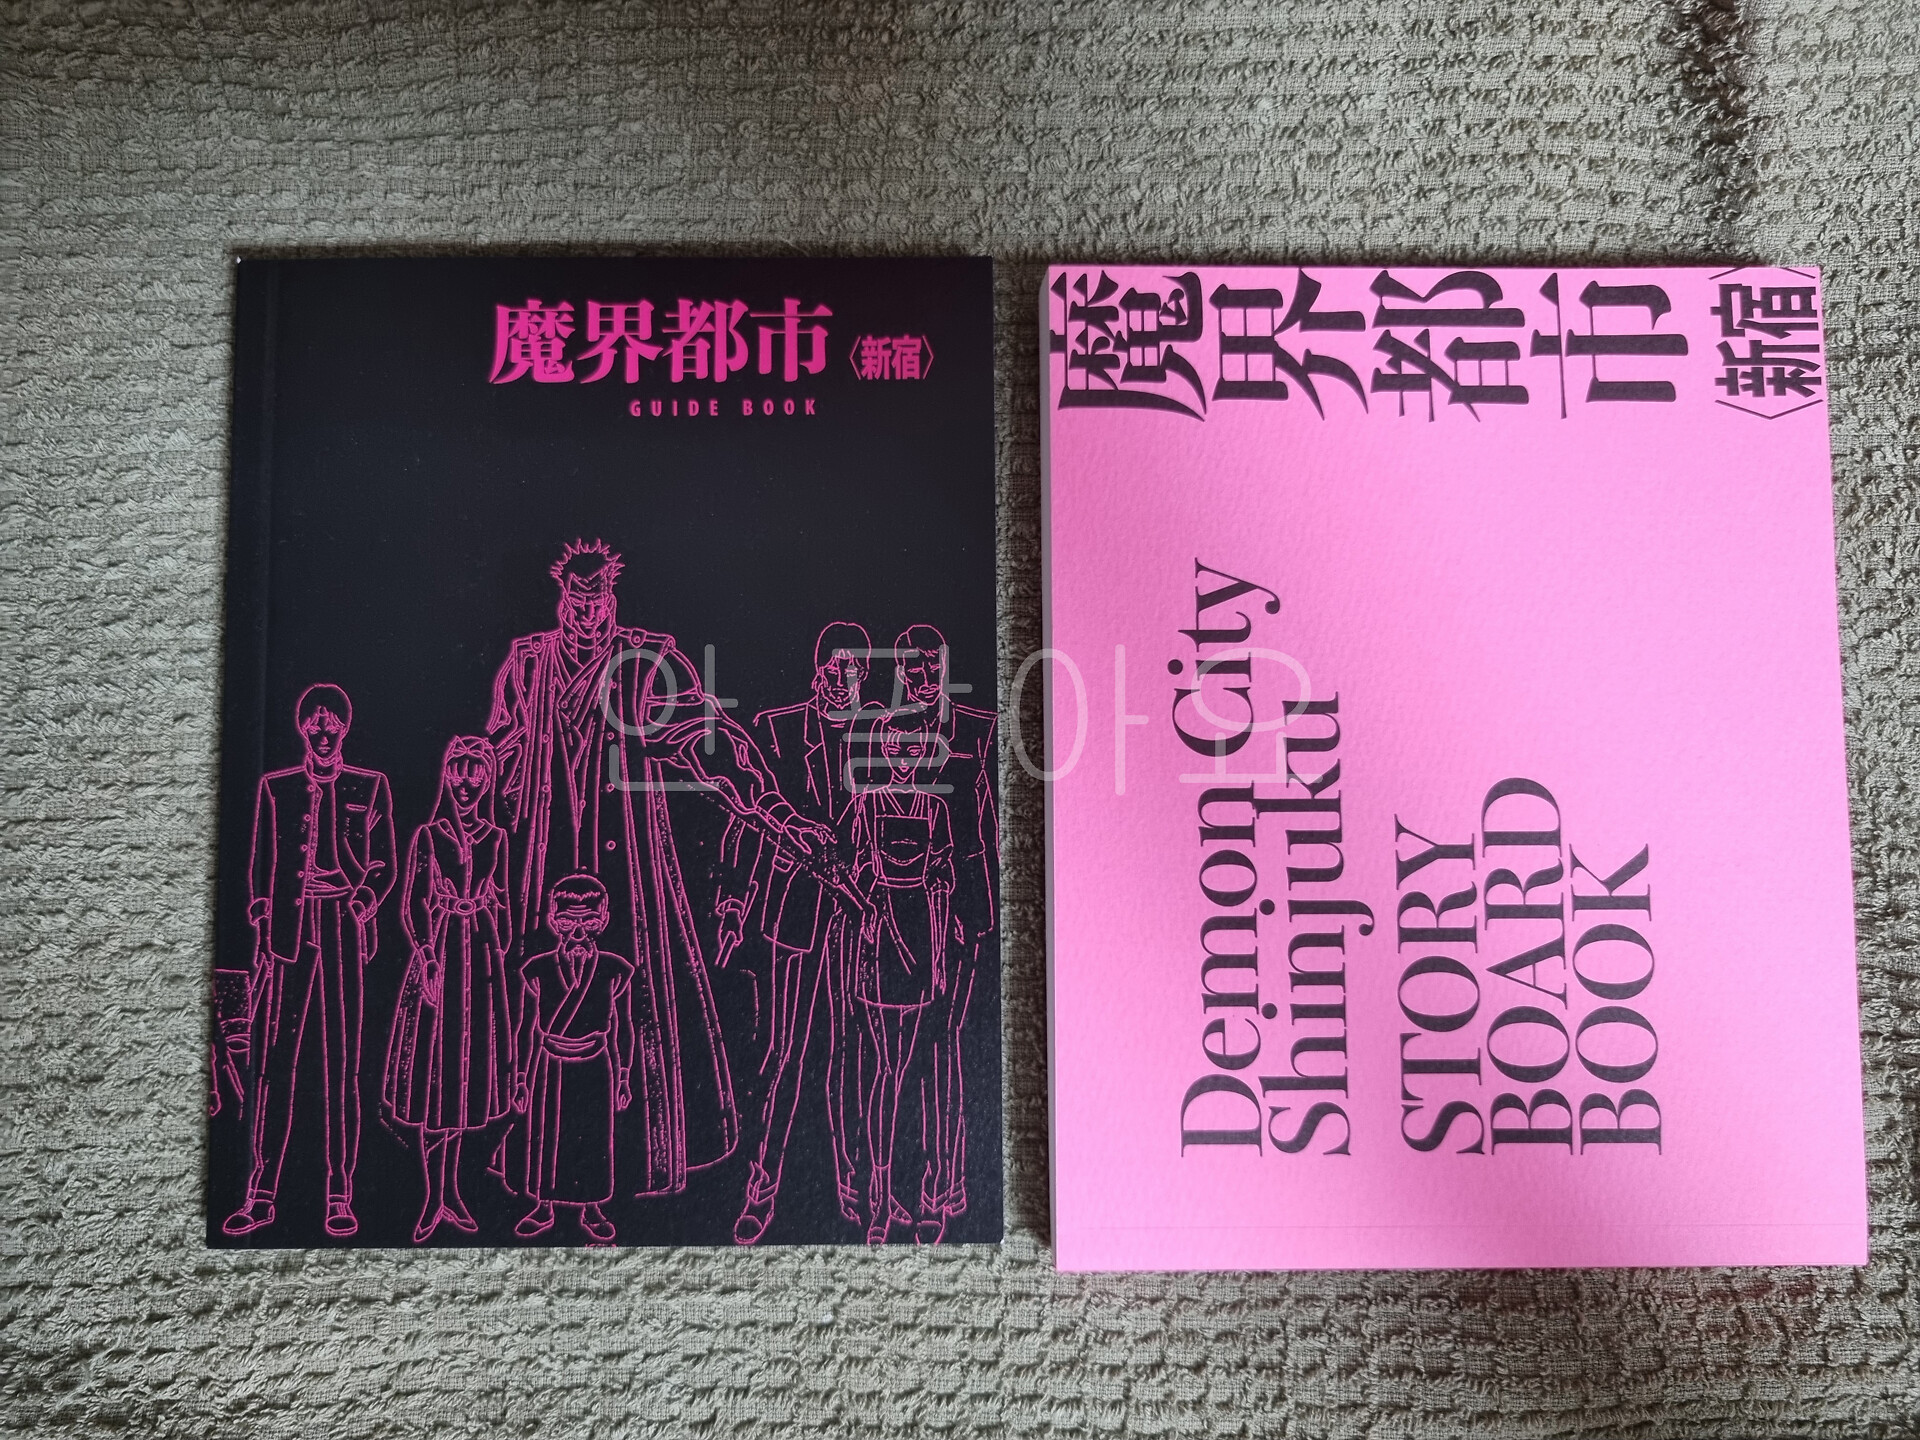 魔界都市〈新宿〉
GUIDE BOOK
魔界都市〈新宿〉
Demon City
Shinjuku
STORY
BOARD
BOOK
안 팔아요